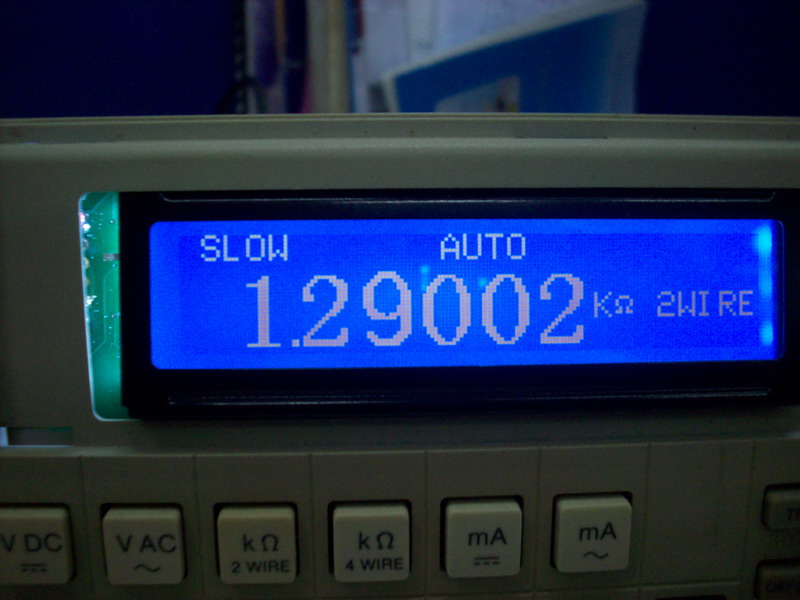 SLOW AUTO
1.29002 KΩ 2WIRE
V DC V AC kΩ kΩ mA mA
2 WIRE 4 WIRE